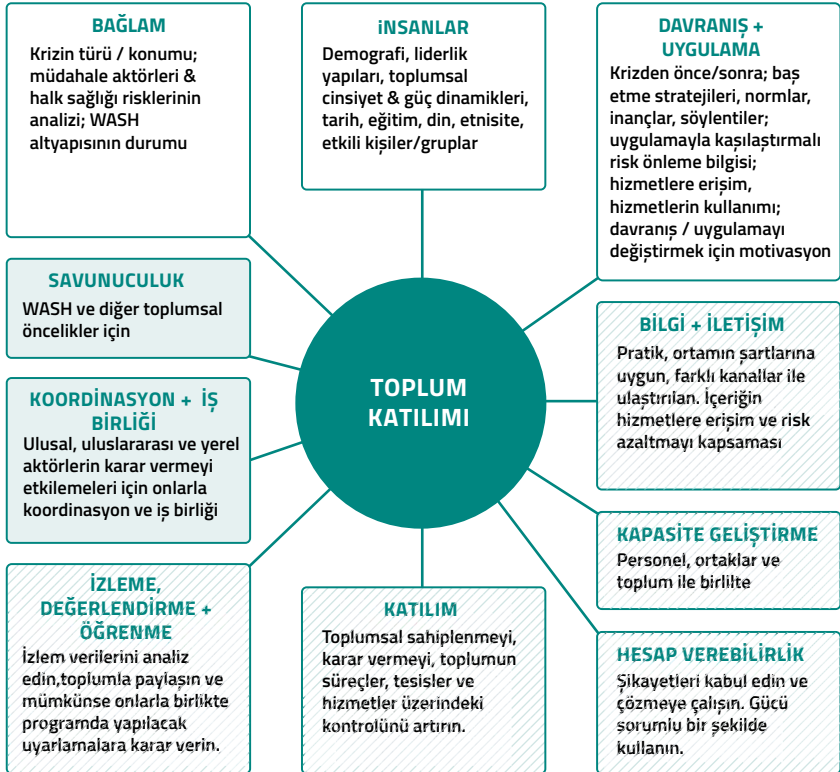 BAĞLAM
Krizin türü / konumu;
müdahale aktörleri &
halk sağlığı risklerinin
analizi; WASH
altyapısının durumu
iNSANLAR
Demografi, liderlik
yapıları, toplumsal
cinsiyet & güç dinamikleri,
tarih, eğitim, din, etnisite,
etkili kişiler/gruplar
DAVRANIŞ +
UYGULAMA
Krizden önce/sonra; baş
etme stratejileri, normlar,
inançlar, söylentiler;
uygulamayla kaşılaştırmalı
risk önleme bilgisi;
hizmetlere erişim,
hizmetlerin kullanımı;
davranış / uygulamayı
değiştirmek için motivasyon
SAVUNUCULUK
WASH ve diğer toplumsal
öncelikler için
TOPLUM
KATILIMI
BİLGİ + İLETİŞİM
Pratik, ortamın şartlarına
uygun, farklı kanallar ile
ulaştırılan. İçeriğin
hizmetlere erişim ve risk
azaltmayı kapsaması
KOORDİNASYON + İŞ
BİRLİĞİ
Ulusal, uluslararası ve yerel
aktörlerin karar vermeyi
etkilemeleri için onlarla
koordinasyon ve iş birliği
KAPASİTE GELİŞTİRME
Personel, ortaklar ve
toplum ile birlilte
İZLEME,
DEĞERLENDİRME +
ÖĞRENME
İzlem verilerini analiz
edin,toplumla paylaşın ve
mümkünse onlarla birlikte
programda yapılacak
uyarlamalara karar verin.
KATILIM
Toplumsal sahiplenmeyi,
karar vermeyi, toplumun
süreçler, tesisler ve
hizmetler üzerindeki
kontrolünü artırın.
HESAP VEREBİLİRLİK
Şikayetleri kabul edin ve
çözmeye çalışın. Gücü
sorumlu bir şekilde
kullanın.